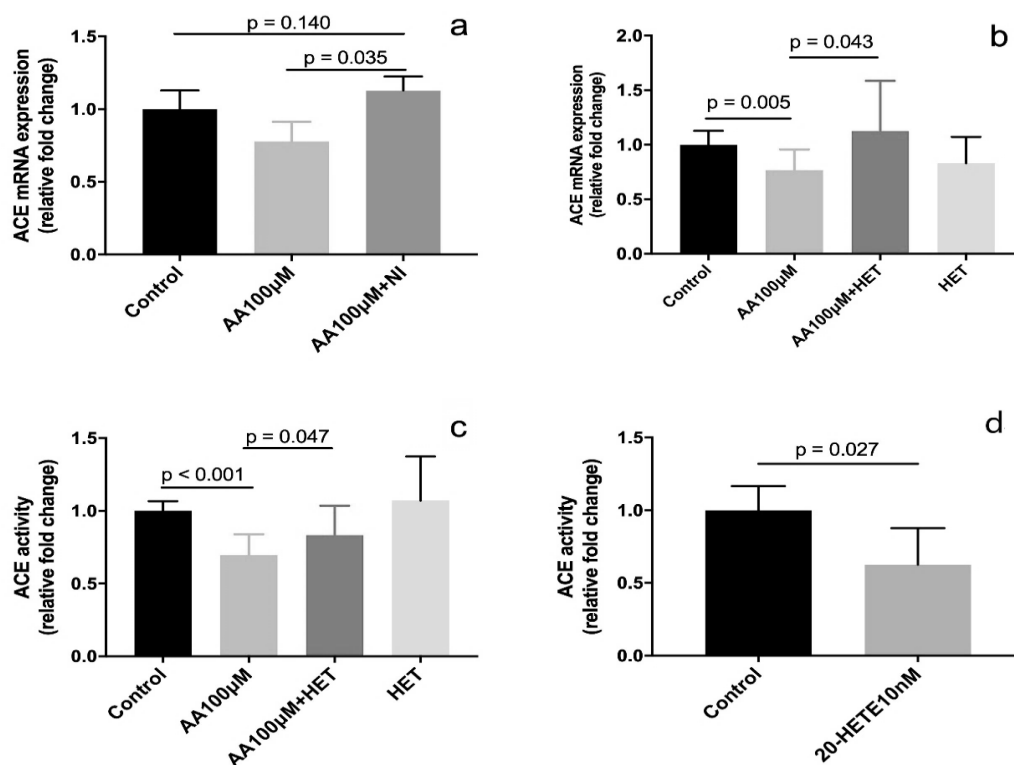 a
p = 0.140
p = 0.035
ACE mRNA expression
(relative fold change)
1.5
1.0
0.5
0.0
Control
AA100µM
AA100µM+NI
b
p = 0.043
p = 0.005
ACE mRNA expression
(relative fold change)
2.0
1.5
1.0
0.5
0.0
Control
AA100µM
AA100µM+HET
HET
c
p = 0.047
p < 0.001
ACE activity
(relative fold change)
1.5
1.0
0.5
0.0
Control
AA100µM
AA100µM+HET
HET
d
p = 0.027
ACE activity
(relative fold change)
1.5
1.0
0.5
0.0
Control
20-HETE10nM